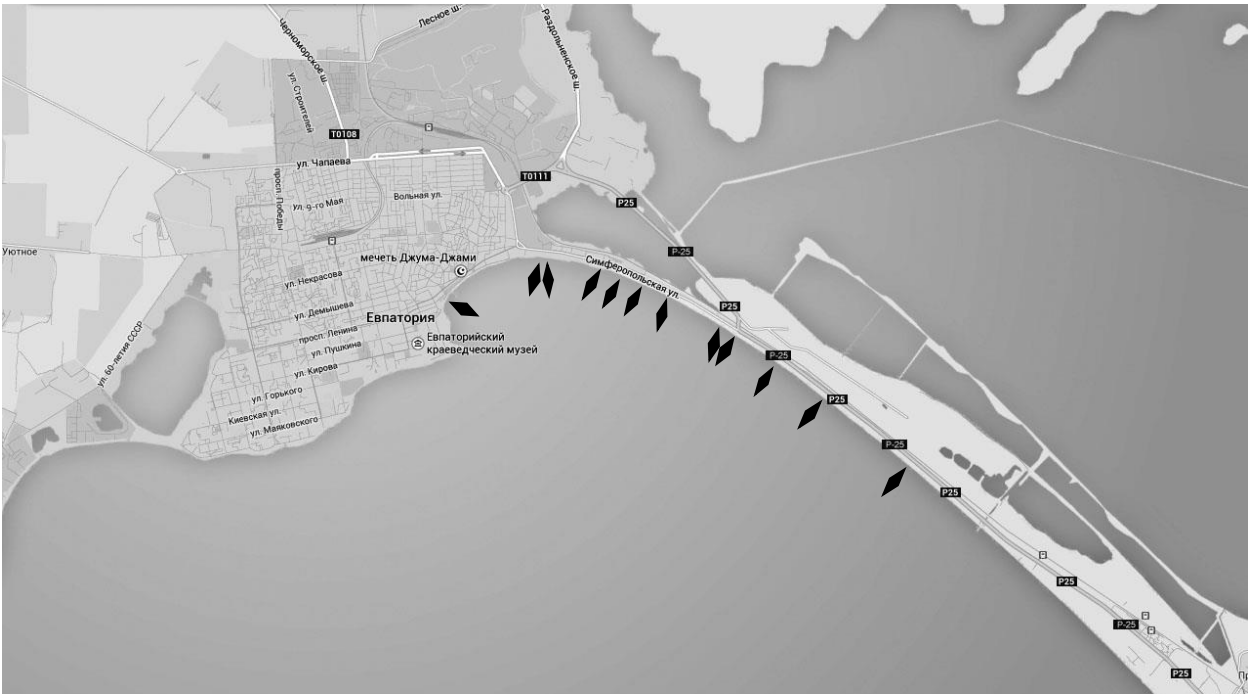 Лесное ш.
Раздольненское ш.
Черноморское ш.
ул. Строителей
T0108
ул. Чапаева
T0111
просп. Победы
Вольная ул.
ул. 9-го Мая
P25
Уютное
мечеть Джума-Джами
P-25
Симферопольская ул.
ул. Некрасова
P25
ул. Демышева
Евпатория
просп. Ленина
Евпаторийский
краеведческий музей
ул. Пушкина
P-25
ул. 60-летия СССР
ул. Кирова
ул. Горького
P25
Киевская ул.
ул. Маяковского
P-25
P25
P25
P-25
P25